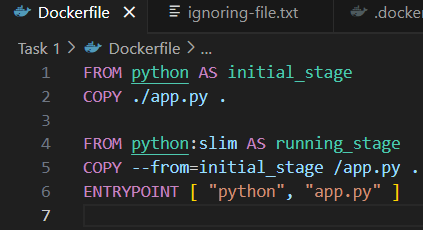 Dockerfile ignoring-file.txt .docke
Task 1 > Dockerfile > ...
1 FROM python AS initial_stage
2 COPY ./app.py .
3
4 FROM python:slim AS running_stage
5 COPY --from=initial_stage /app.py .
6 ENTRYPOINT [ "python", "app.py" ]
7